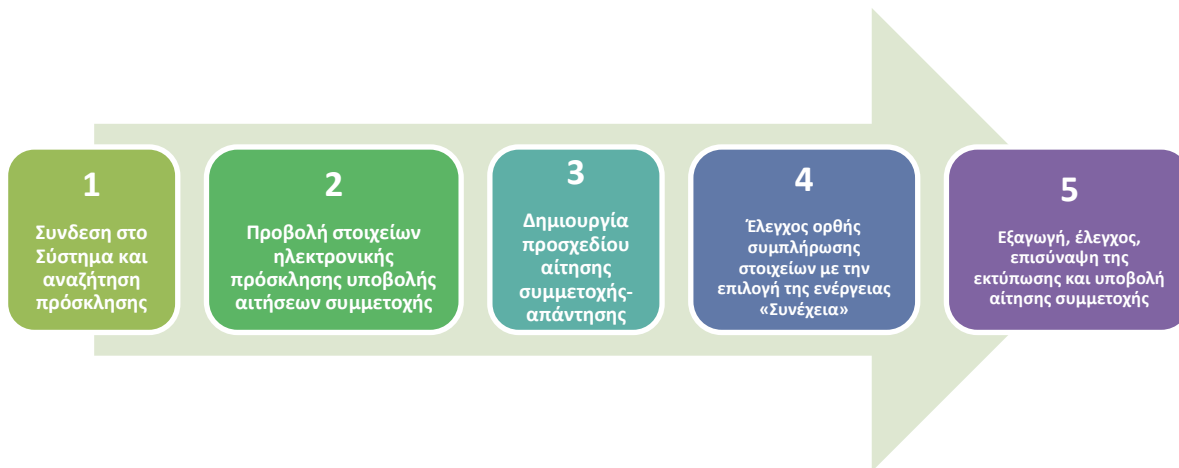 1
Συνδεση στο
Σύστημα και
αναζήτηση
πρόσκλησης
2
Προβολή στοιχείων
ηλεκτρονικής
πρόσκλησης υποβολής
αιτήσεων συμμετοχής
3
Δημιουργία
προσχεδίου
αίτησης
συμμετοχής-
απάντησης
4
Έλεγχος ορθής
συμπλήρωσης
στοιχείων με την
επιλογή της ενέργειας
«Συνέχεια»
5
Εξαγωγή, έλεγχος,
επισύναψη της
εκτύπωσης και υποβολή
αίτησης συμμετοχής